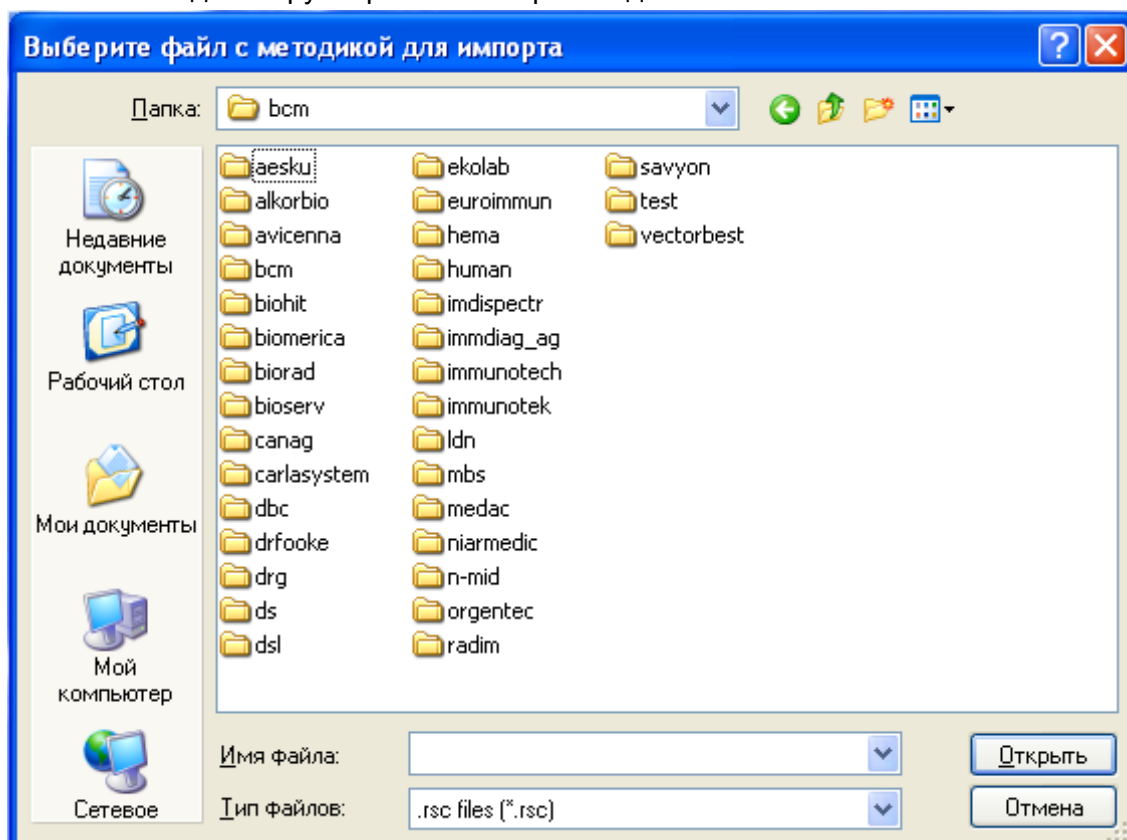 Выберите файл с методикой для импорта
Папка:
bcm
Недавние
документы
Рабочий стол
Мои документы
Мой
компьютер
Сетевое
aesku
alkorbio
avicenna
bcm
biohit
biomerica
biorad
bioserv
canag
carlasystem
dbc
drfooke
drg
ds
dsl
ekolab
euroimmun
hema
human
imdispectr
immdiag_ag
immunotech
immunotek
ldn
mbs
medac
niarmedic
n-mid
orgentec
radim
savyon
test
vectorbest
Имя файла:
Открыть
Тип файлов:
.rsc files (*.rsc)
Отмена